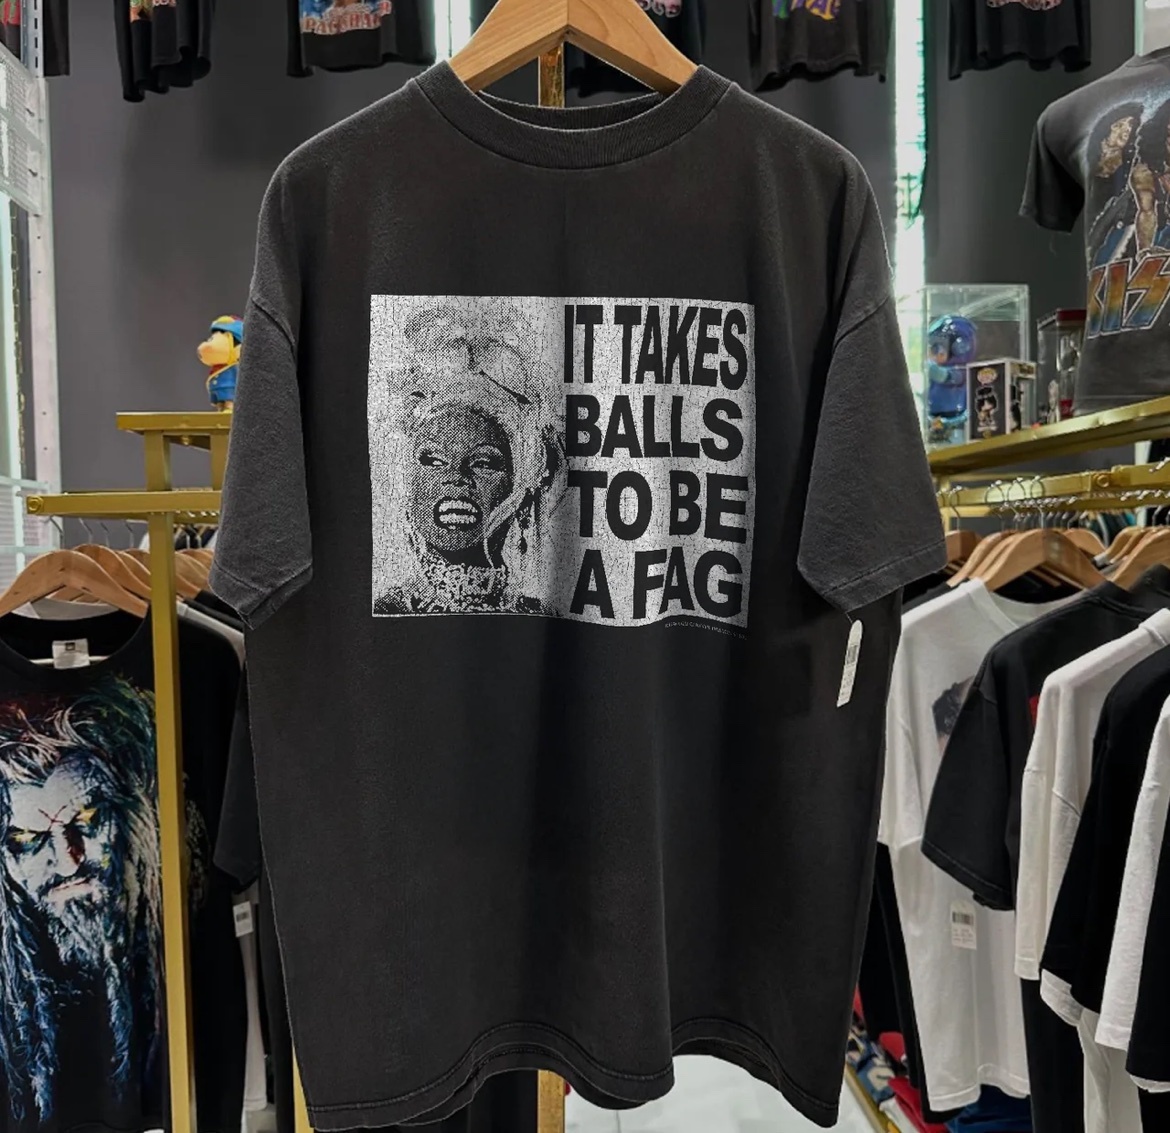 IT TAKES
BALLS
TO BE
A FAG
KISS